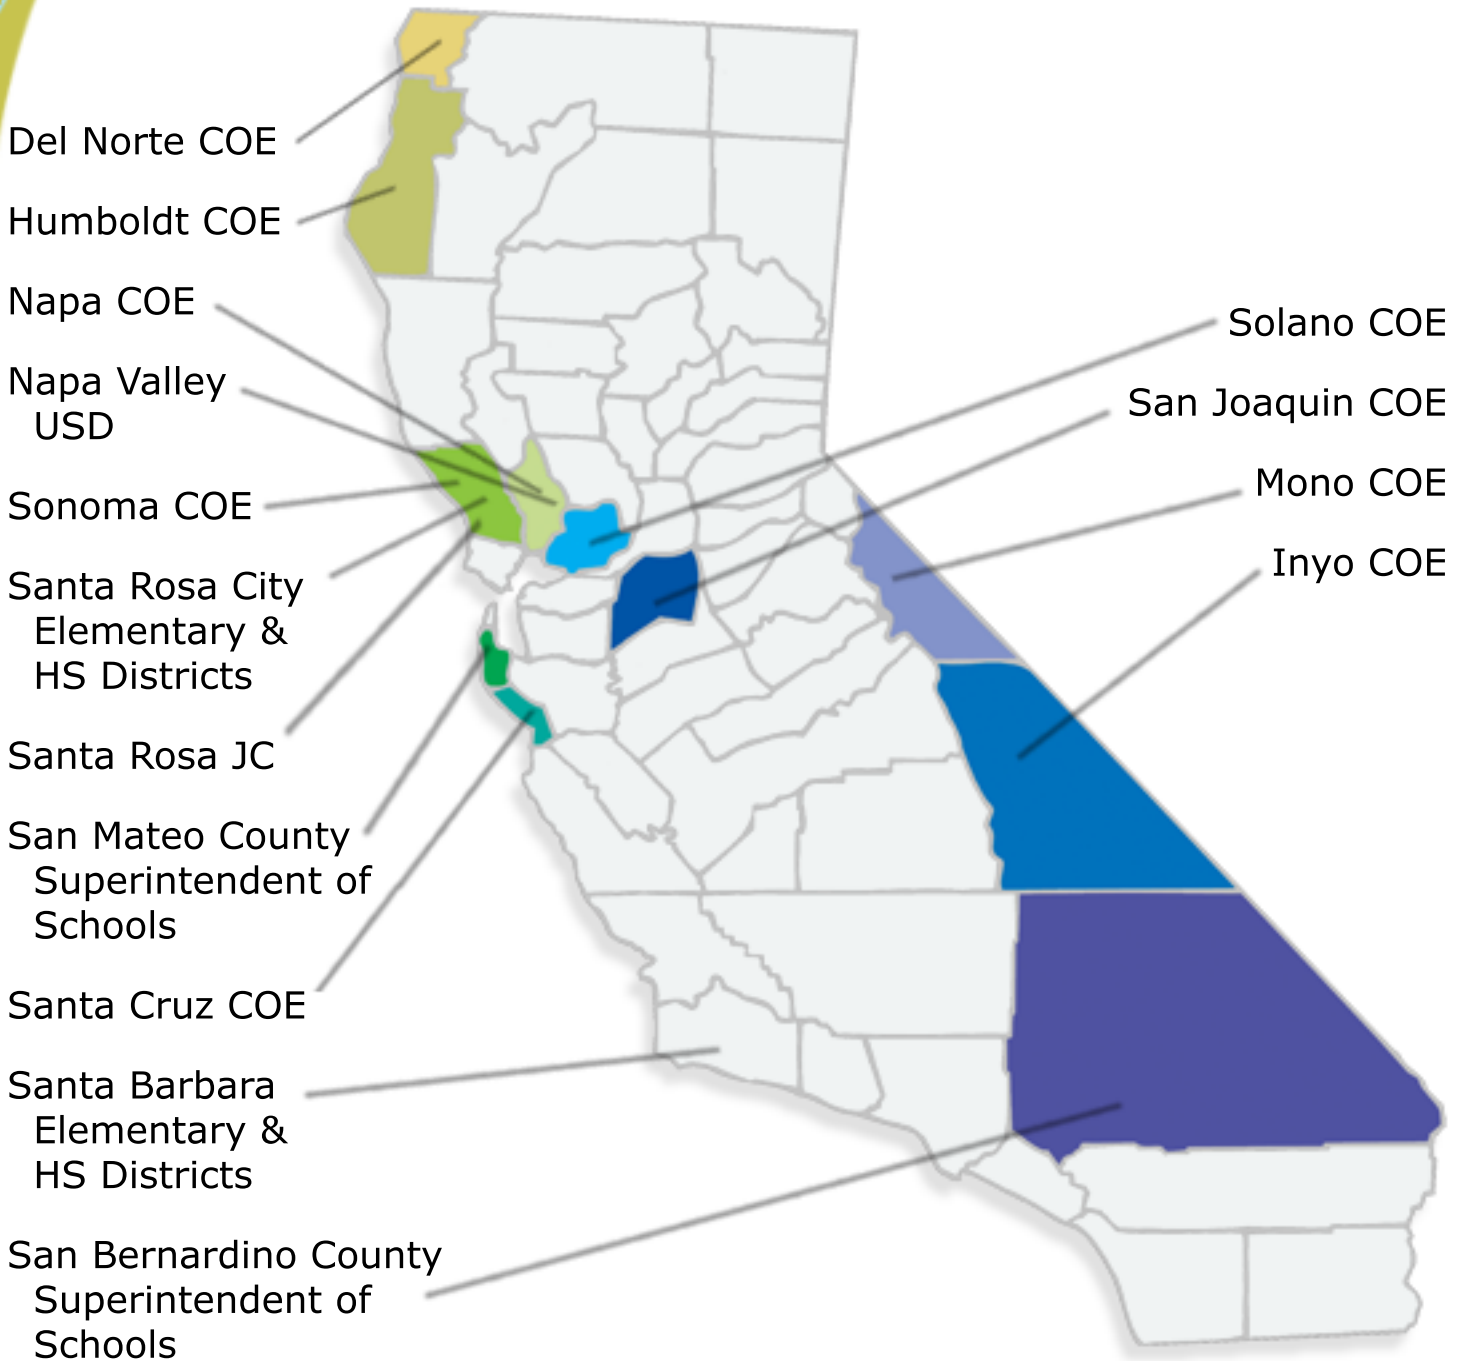 Del Norte COE
Humboldt COE
Napa COE
Napa Valley
USD
Sonoma COE
Santa Rosa City
Elementary &
HS Districts
Santa Rosa JC
San Mateo County
Superintendent of
Schools
Santa Cruz COE
Santa Barbara
Elementary &
HS Districts
San Bernardino County
Superintendent of
Schools
Solano COE
San Joaquin COE
Mono COE
Inyo COE